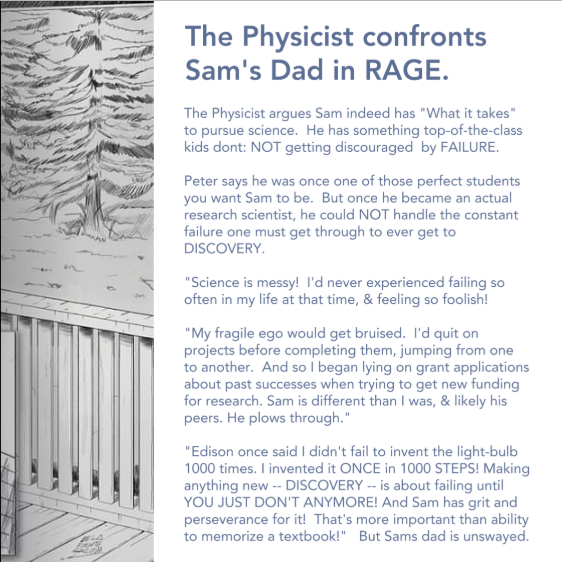 The Physicist confronts
Sam's Dad in RAGE.
The Physicist argues Sam indeed has "What it takes"
to pursue science.  He has something top-of-the-class
kids dont: NOT getting discouraged  by FAILURE.
Peter says he was once one of those perfect students
you want Sam to be.  But once he became an actual
research scientist, he could NOT handle the constant
failure one must get through to ever get to
DISCOVERY.
"Science is messy!  I'd never experienced failing so
often in my life at that time, & feeling so foolish!
"My fragile ego would get bruised.  I'd quit on
projects before completing them, jumping from one
to another.  And so I began lying on grant applications
about past successes when trying to get new funding
for research. Sam is different than I was, & likely his
peers. He plows through."
"Edison once said I didn't fail to invent the light-bulb
1000 times. I invented it ONCE in 1000 STEPS! Making
anything new -- DISCOVERY -- is about failing until
YOU JUST DON'T ANYMORE! And Sam has grit and
perseverance for it!  That's more important than ability
to memorize a textbook!"   But Sams dad is unswayed.